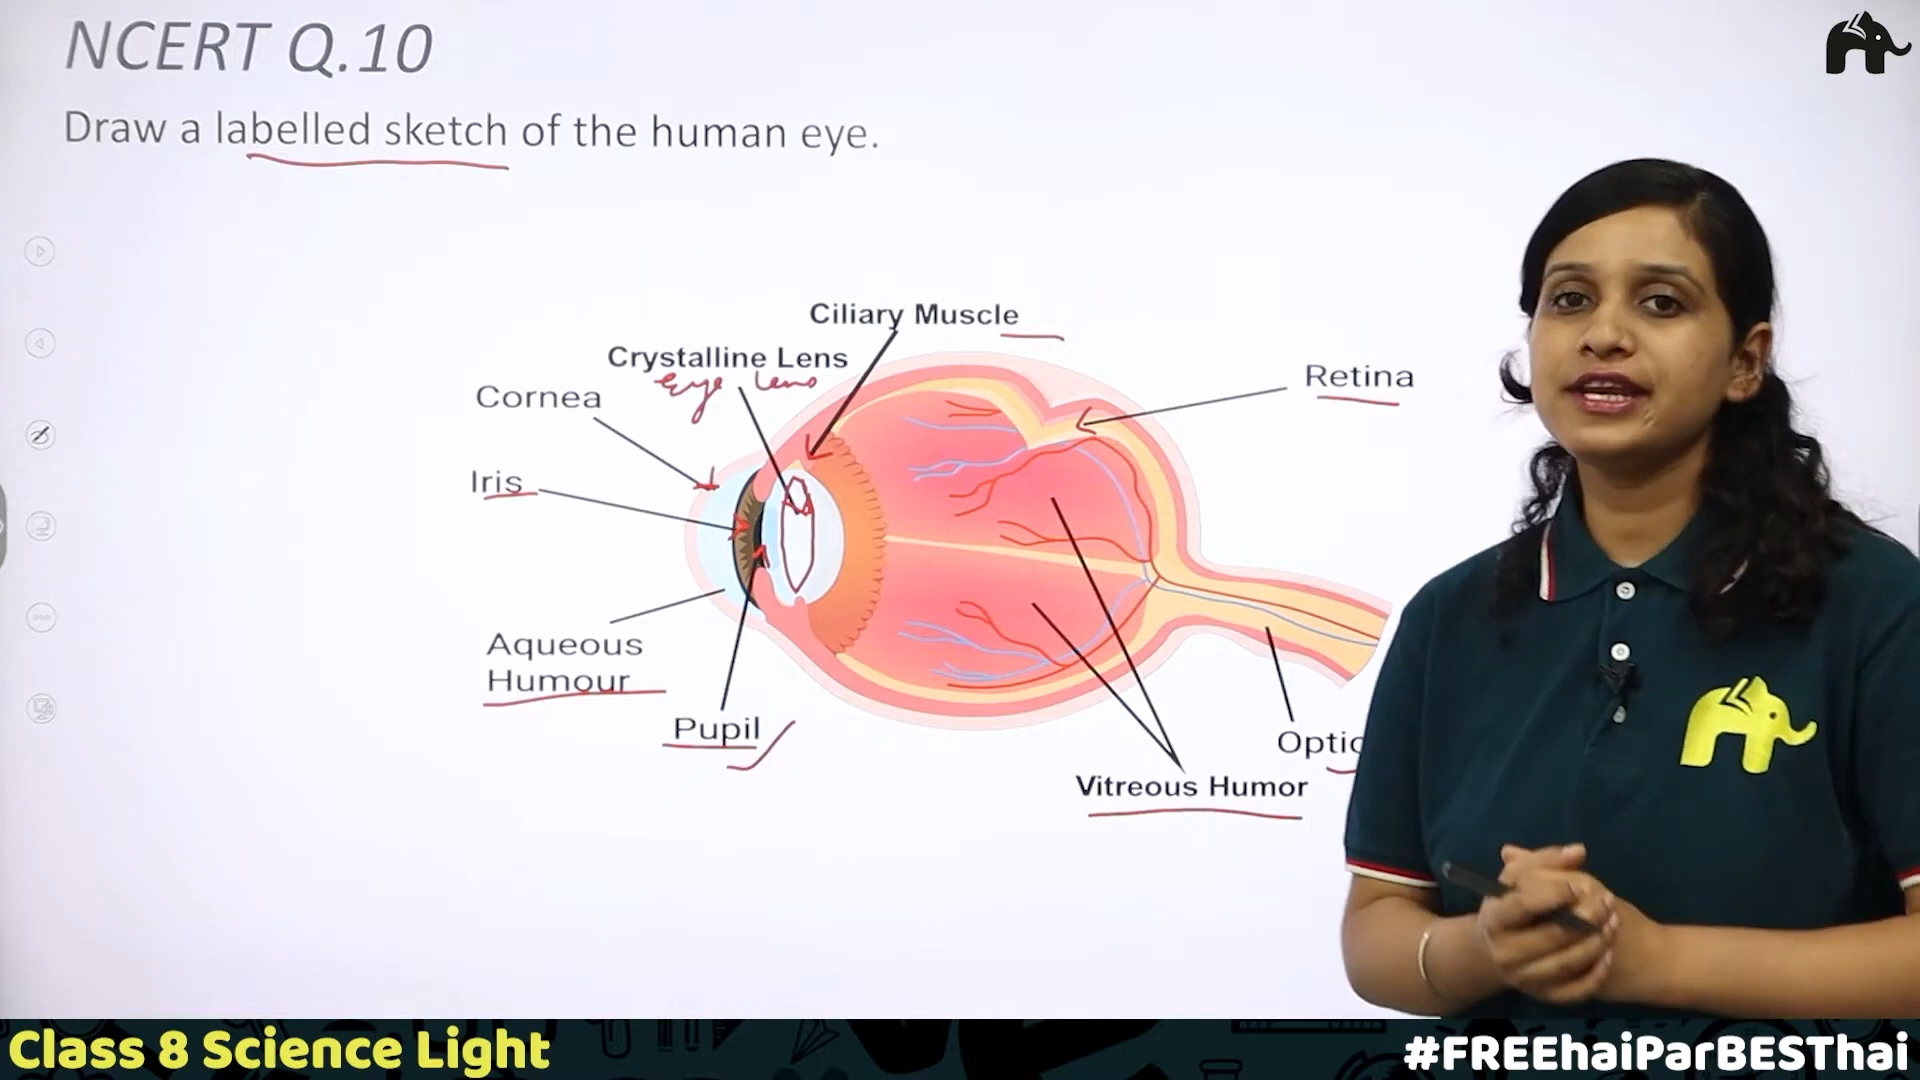 NCERT Q.10
Draw a labelled sketch of the human eye.
Ciliary Muscle
Crystalline Lens
eye lens
Cornea
Retina
Iris
Aqueous
Humour
Pupil
Optic
Vitreous Humor
Class 8 Science Light
#FREEhaiParBESThai